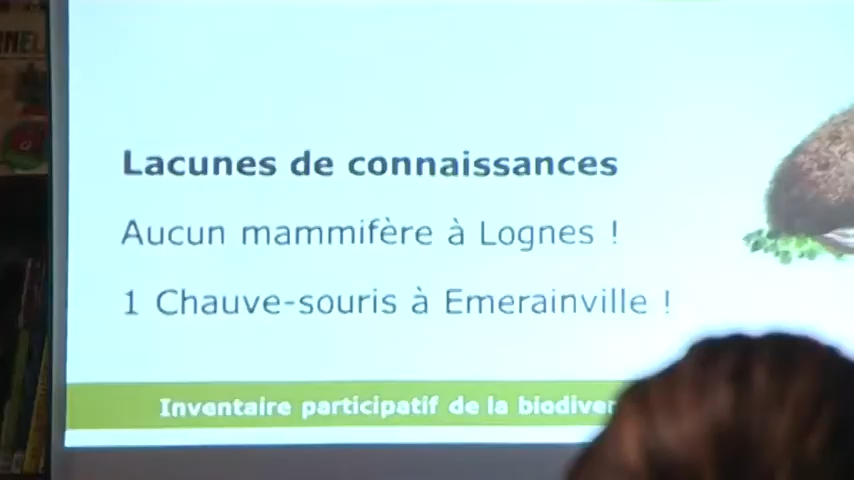 Lacunes de connaissances
Aucun mammifère à Lognes !
1 Chauve-souris à Emerainville !
Inventaire participatif de la